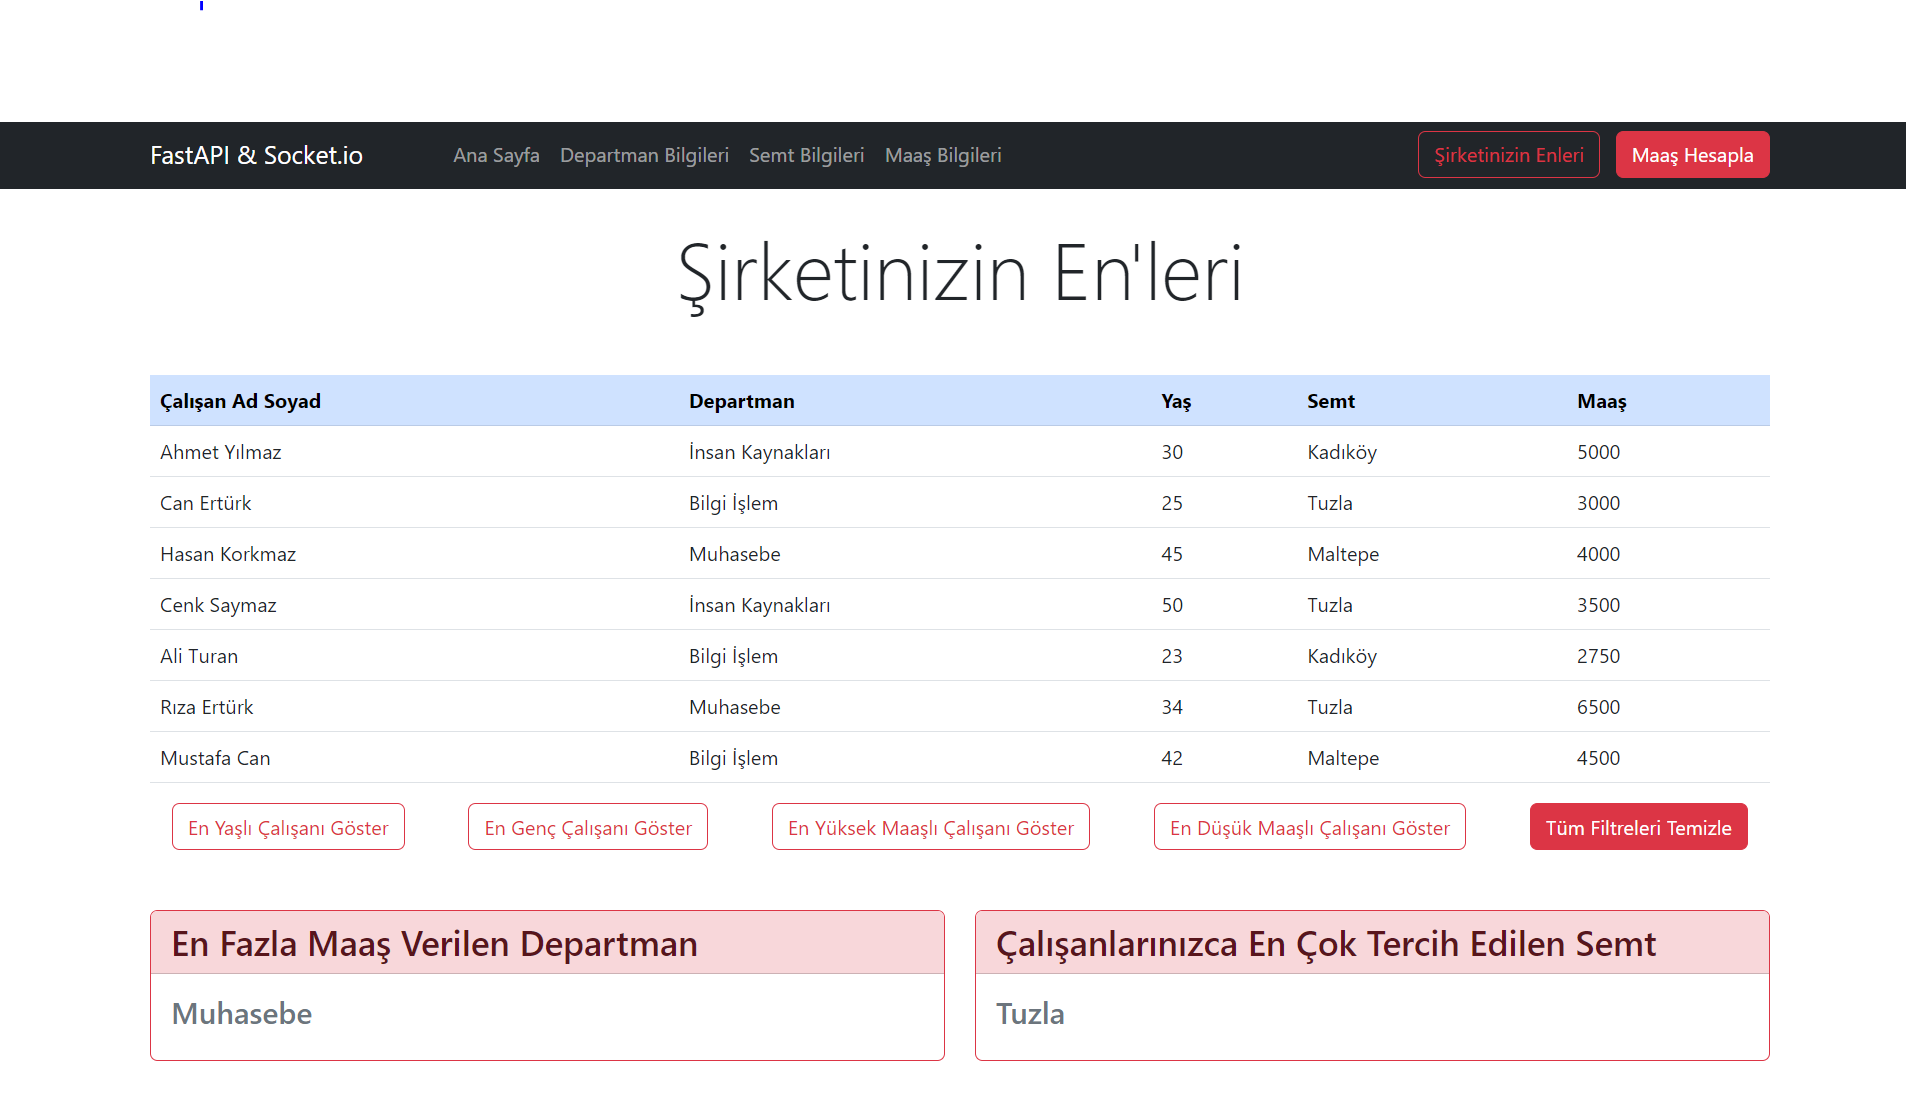 FastAPI & Socket.io Ana Sayfa Departman Bilgileri Semt Bilgileri Maaş Bilgileri Şirketinizin Enleri Maaş Hesapla
Şirketinizin En'leri
Çalışan Ad Soyad Departman Yaş Semt Maaş
Ahmet Yılmaz İnsan Kaynakları 30 Kadıköy 5000
Can Ertürk Bilgi İşlem 25 Tuzla 3000
Hasan Korkmaz Muhasebe 45 Maltepe 4000
Cenk Saymaz İnsan Kaynakları 50 Tuzla 3500
Ali Turan Bilgi İşlem 23 Kadıköy 2750
Rıza Ertürk Muhasebe 34 Tuzla 6500
Mustafa Can Bilgi İşlem 42 Maltepe 4500
En Yaşlı Çalışanı Göster En Genç Çalışanı Göster En Yüksek Maaşlı Çalışanı Göster En Düşük Maaşlı Çalışanı Göster Tüm Filtreleri Temizle
En Fazla Maaş Verilen Departman
Muhasebe
Çalışanlarınızca En Çok Tercih Edilen Semt
Tuzla